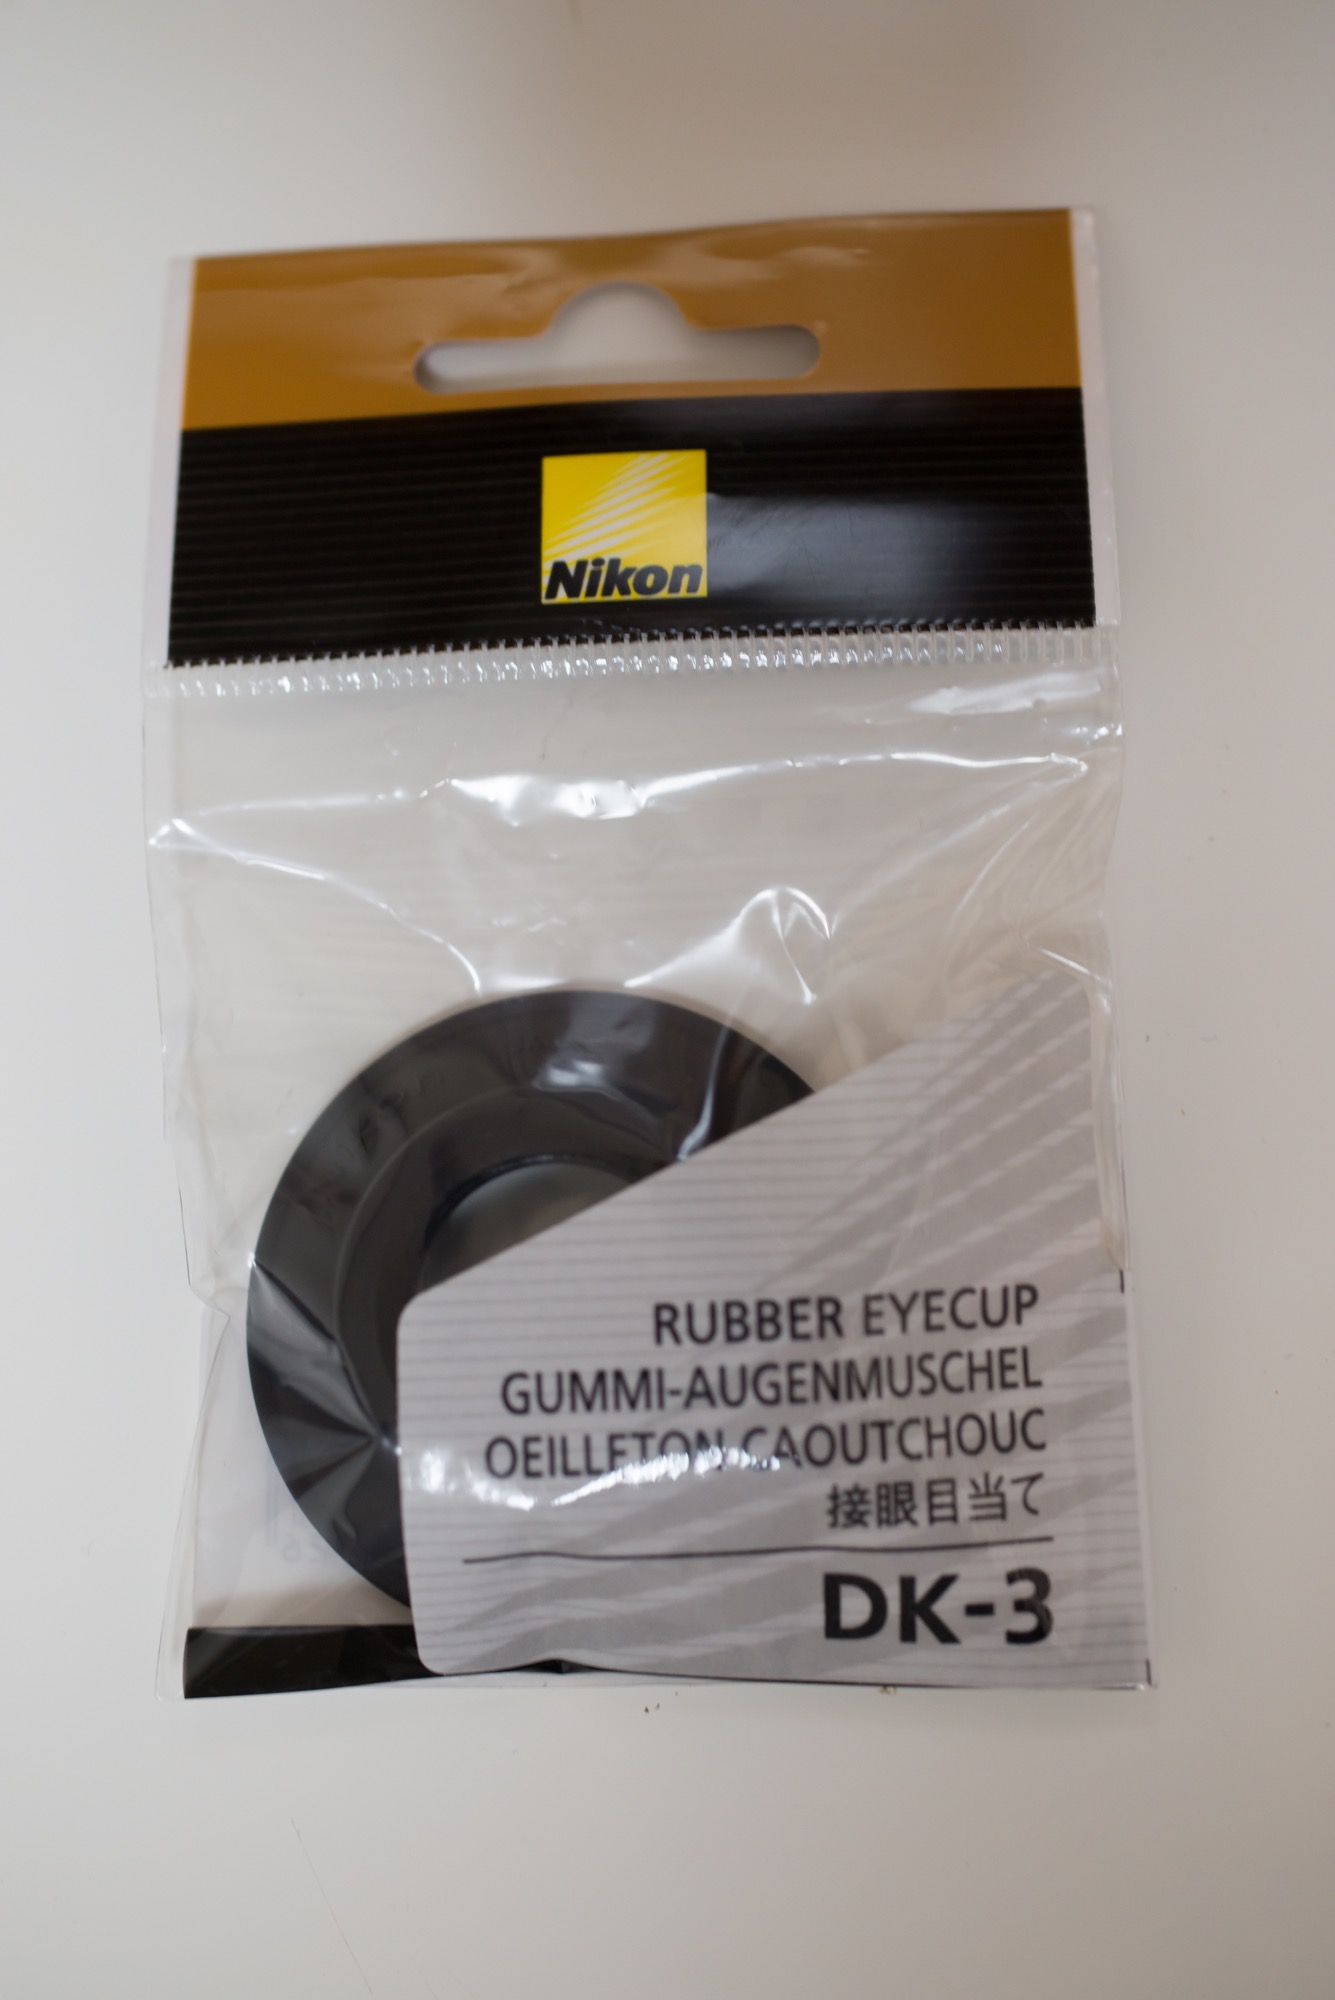 Nikon
RUBBER EYECUP
GUMMI-AUGENMUSCHEL
OEILLETON CAOUTCHOUC
接眼目当て
DK-3